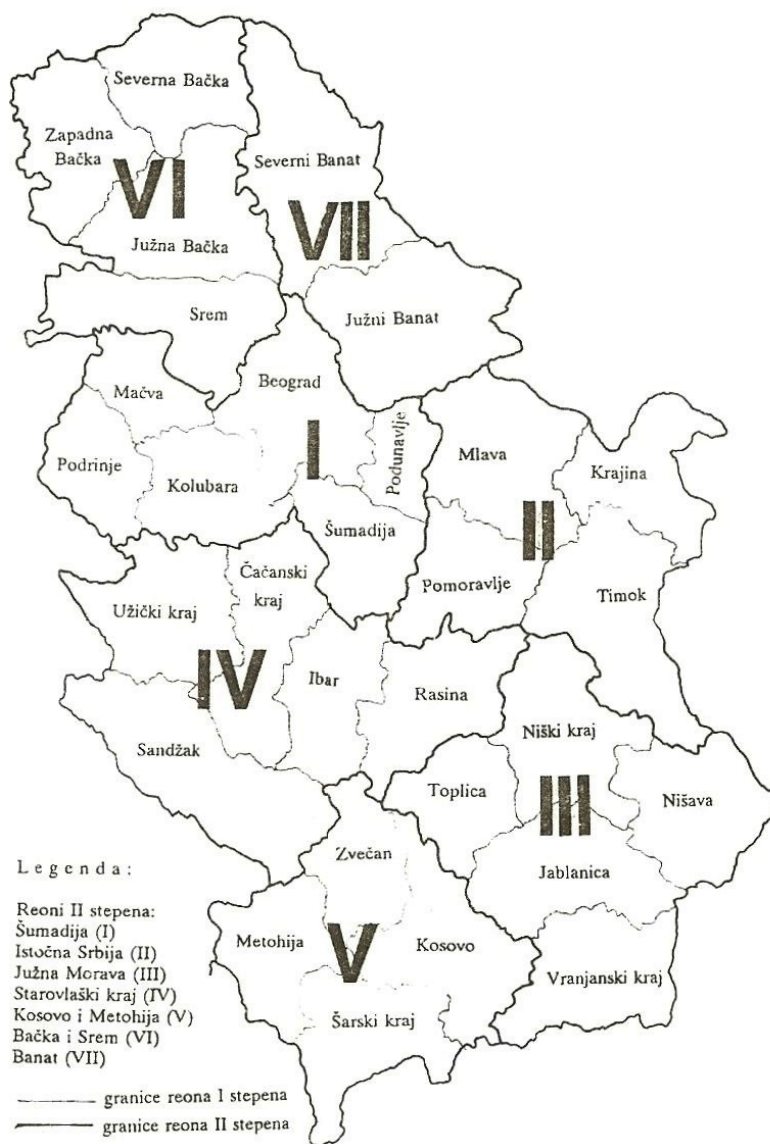 Severna Bačka
Zapadna
Bačka
Severni Banat
VI
VII
Južna Bačka
Srem
Južni Banat
Mačva
Beograd
Podunavlje
Mlava
Krajina
Podrinje
Kolubara
I
Šumadija
II
Čačanski
kraj
Pomoravlje
Timok
Užički kraj
IV
Ibar
Rasina
Sandžak
Niški kraj
Toplica
III
Nišava
Zvečan
Jablanica
Metohija
V
Kosovo
Vranjanski kraj
Šarski kraj
Legenda:
Reoni II stepena:
Šumadija (I)
Istočna Srbija (II)
Južna Morava (III)
Starovlaški kraj (IV)
Kosovo i Metohija (V)
Bačka i Srem (VI)
Banat (VII)
granice reona I stepena
granice reona II stepena